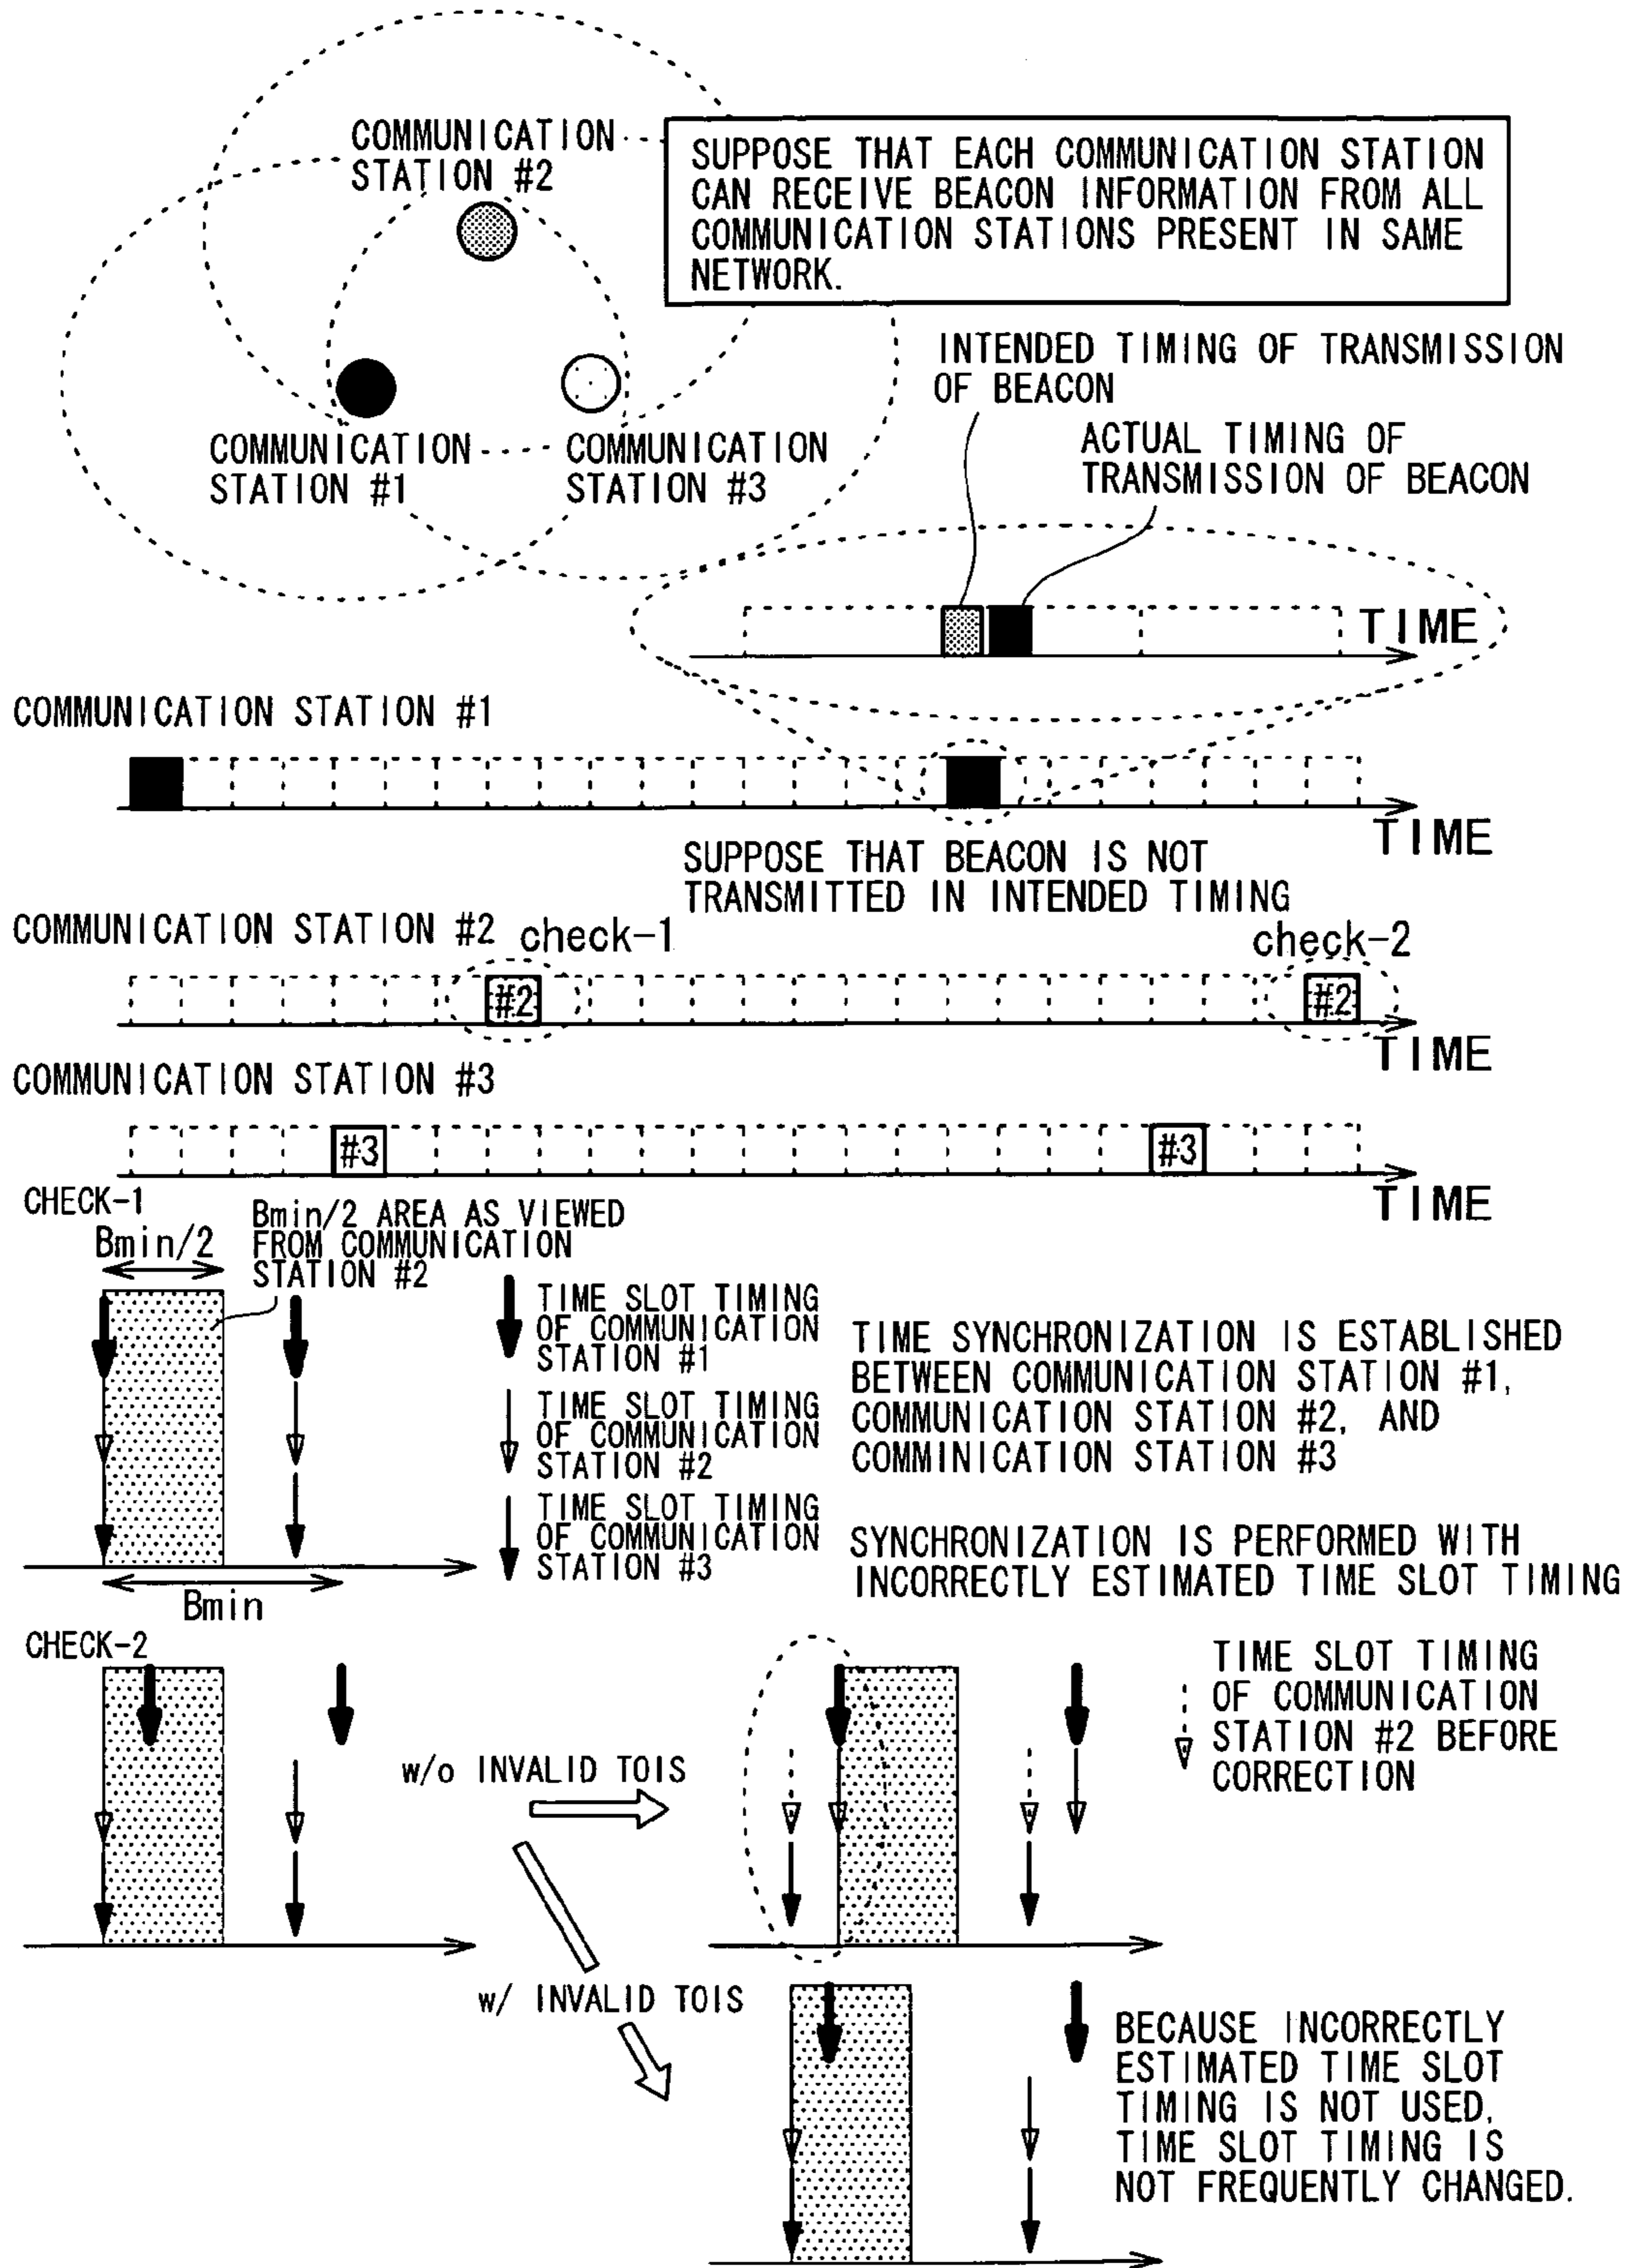 COMMUNICATION
STATION #2
SUPPOSE THAT EACH COMMUNICATION STATION
CAN RECEIVE BEACON INFORMATION FROM ALL
COMMUNICATION STATIONS PRESENT IN SAME
NETWORK.
INTENDED TIMING OF TRANSMISSION
OF BEACON
ACTUAL TIMING OF
TRANSMISSION OF BEACON
COMMUNICATION
STATION #1
COMMUNICATION
STATION #3
TIME
COMMUNICATION STATION #1
TIME
SUPPOSE THAT BEACON IS NOT
TRANSMITTED IN INTENDED TIMING
COMMUNICATION STATION #2
check-1
check-2
#2
#2
TIME
COMMUNICATION STATION #3
#3
#3
TIME
CHECK-1
Bmin/2
Bmin/2 AREA AS VIEWED
FROM COMMUNICATION
STATION #2
TIME SLOT TIMING
OF COMMUNICATION
STATION #1
TIME SLOT TIMING
OF COMMUNICATION
STATION #2
TIME SLOT TIMING
OF COMMUNICATION
STATION #3
Bmin
TIME SYNCHRONIZATION IS ESTABLISHED
BETWEEN COMMUNICATION STATION #1,
COMMUNICATION STATION #2, AND
COMMINICATION STATION #3
SYNCHRONIZATION IS PERFORMED WITH
INCORRECTLY ESTIMATED TIME SLOT TIMING
CHECK-2
w/o INVALID TOIS
TIME SLOT TIMING
OF COMMUNICATION
STATION #2 BEFORE
CORRECTION
w/ INVALID TOIS
BECAUSE INCORRECTLY
ESTIMATED TIME SLOT
TIMING IS NOT USED,
TIME SLOT TIMING IS
NOT FREQUENTLY CHANGED.